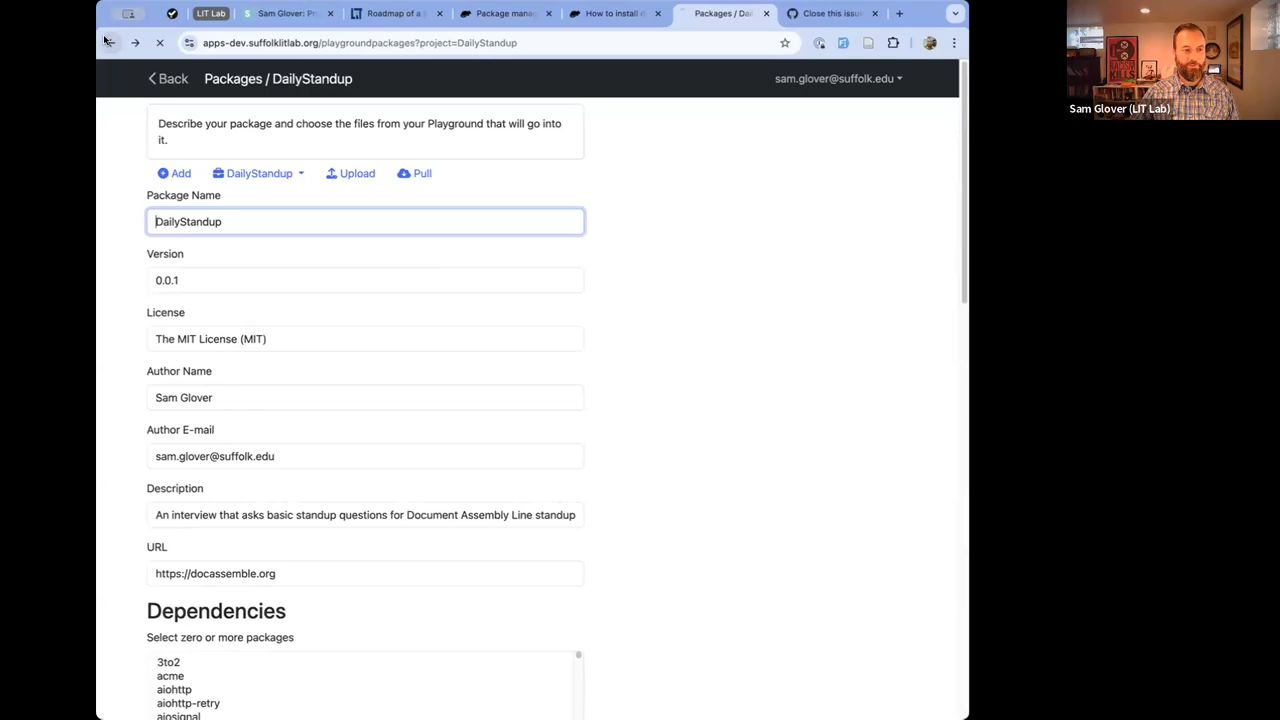 LIT Lab
Sam Glover: Pr
Roadmap of a
Package mana
How to install r
Packages / Dai
Close this issu
apps-dev.suffolklitlab.org/playgroundpackages?project=DailyStandup
Back
Packages / DailyStandup
sam.glover@suffolk.edu
Describe your package and choose the files from your Playground that will go into
it.
Add
DailyStandup
Upload
Pull
Package Name
DailyStandup
Version
0.0.1
License
The MIT License (MIT)
Author Name
Sam Glover
Author E-mail
sam.glover@suffolk.edu
Description
An interview that asks basic standup questions for Document Assembly Line standup
URL
https://docassemble.org
Dependencies
Select zero or more packages
3to2
acme
aiohttp
aiohttp-retry
aiosignal
RACISM
KILLS
Sam Glover (LIT Lab)